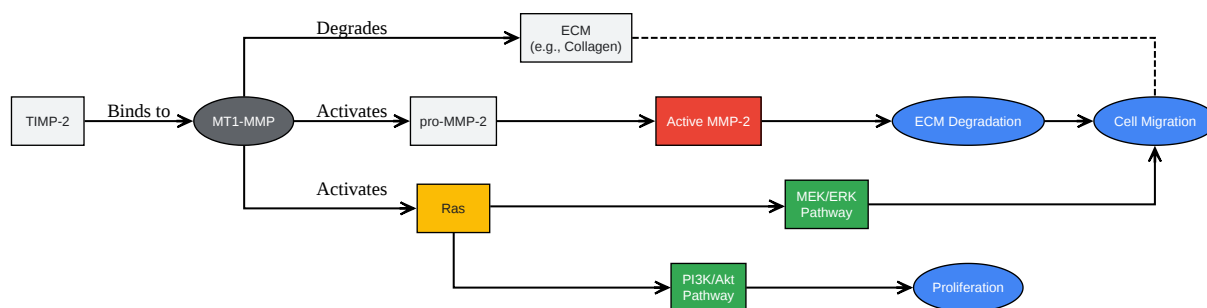 Degrades
ECM
(e.g., Collagen)
TIMP-2
Binds to
MT1-MMP
Activates
pro-MMP-2
Active MMP-2
ECM Degradation
Cell Migration
Activates
Ras
MEK/ERK
Pathway
PI3K/Akt
Pathway
Proliferation